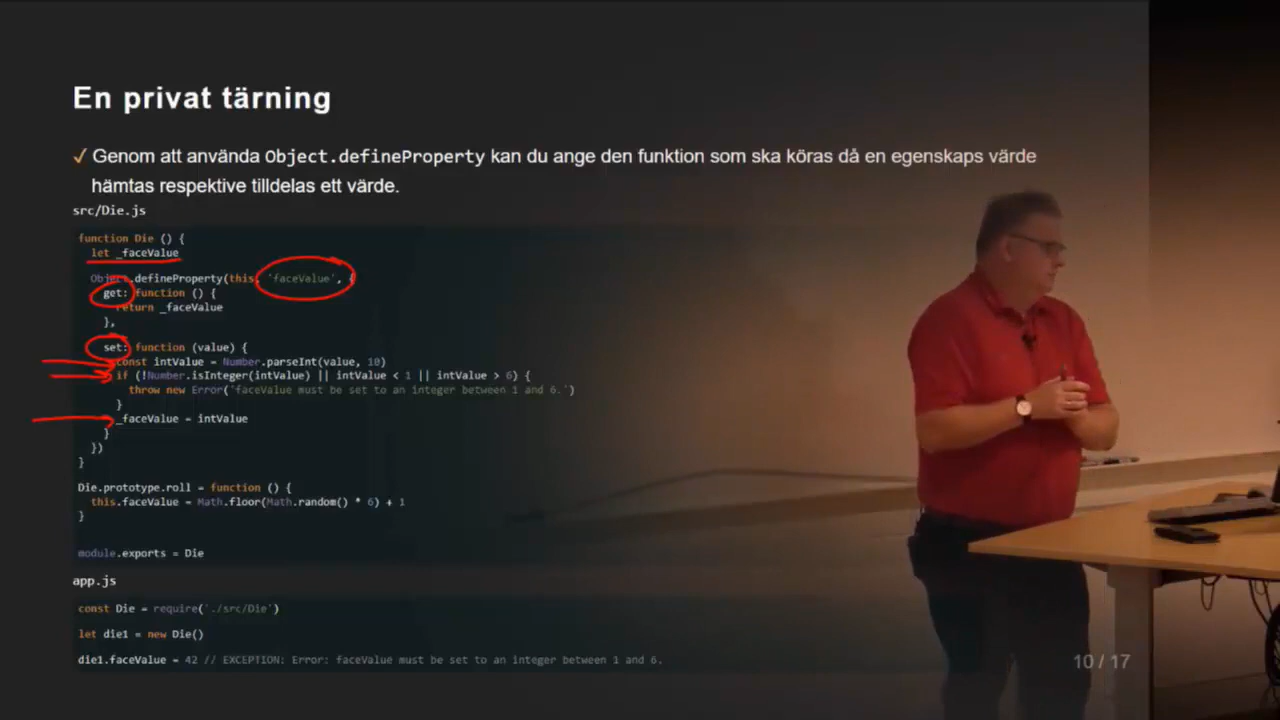 En privat tärning
✓ Genom att använda Object.defineProperty kan du ange den funktion som ska köras då en egenskaps värde
hämtas respektive tilldelas ett värde.
src/Die.js
function Die () {
let _faceValue
Object.defineProperty(this, 'faceValue', {
get: function () {
return _faceValue
},
set: function (value) {
const intValue = Number.parseInt(value, 10)
if (!Number.isInteger(intValue) || intValue < 1 || intValue > 6) {
throw new Error('faceValue must be set to an integer between 1 and 6.')
}
_faceValue = intValue
}
})
}
Die.prototype.roll = function () {
this.faceValue = Math.floor(Math.random() * 6) + 1
}
module.exports = Die
app.js
const Die = require('./src/Die')
let die1 = new Die()
die1.faceValue = 42 // EXCEPTION: Error: faceValue must be set to an integer between 1 and 6.
10 / 17